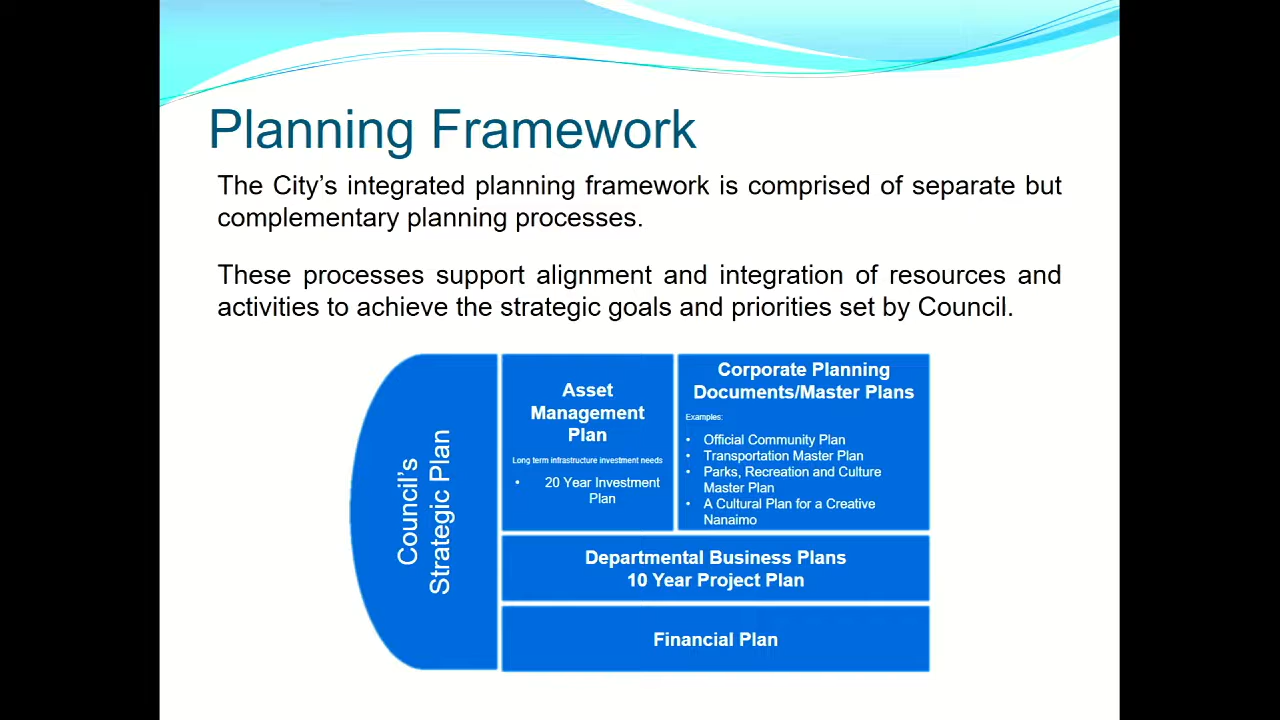 Planning Framework
The City's integrated planning framework is comprised of separate but
complementary planning processes.
These processes support alignment and integration of resources and
activities to achieve the strategic goals and priorities set by Council.
Council's
Strategic Plan
Asset
Management
Plan
Long term infrastructure investment needs
• 20 Year Investment
Plan
Corporate Planning
Documents/Master Plans
Examples:
• Official Community Plan
• Transportation Master Plan
• Parks, Recreation and Culture
Master Plan
• A Cultural Plan for a Creative
Nanaimo
Departmental Business Plans
10 Year Project Plan
Financial Plan